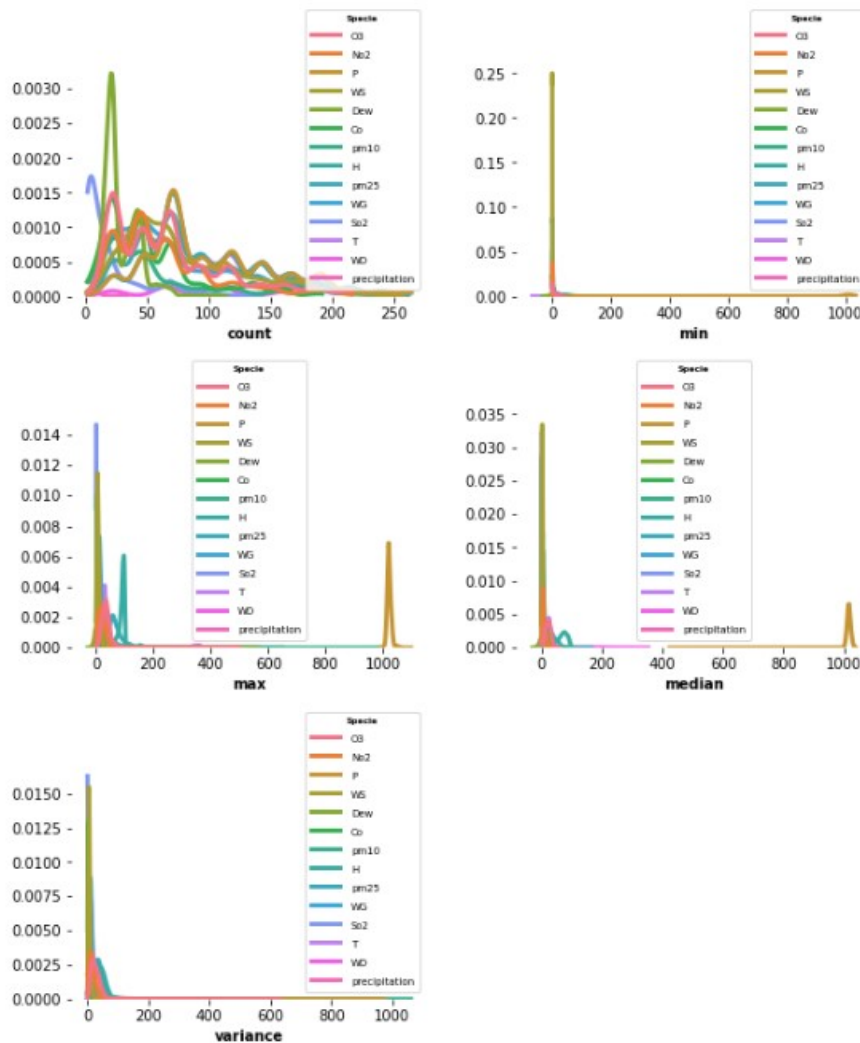 Specie
O3
No2
P
WS
Dew
Co
pm10
H
pm25
WG
So2
T
WD
precipitation
0.0030
0.0025
0.0020
0.0015
0.0010
0.0005
0.0000
0 50 100 150 200 250
count
Specie
O3
No2
P
WS
Dew
Co
pm10
H
pm25
WG
So2
T
WD
precipitation
0.25
0.20
0.15
0.10
0.05
0.00
0 200 400 600 800 1000
min
Specie
O3
No2
P
WS
Dew
Co
pm10
H
pm25
WG
So2
T
WD
precipitation
0.014
0.012
0.010
0.008
0.006
0.004
0.002
0.000
0 200 400 600 800 1000
max
Specie
O3
No2
P
WS
Dew
Co
pm10
H
pm25
WG
So2
T
WD
precipitation
0.035
0.030
0.025
0.020
0.015
0.010
0.005
0.000
0 200 400 600 800 1000
median
Specie
O3
No2
P
WS
Dew
Co
pm10
H
pm25
WG
So2
T
WD
precipitation
0.0150
0.0125
0.0100
0.0075
0.0050
0.0025
0.0000
0 200 400 600 800 1000
variance